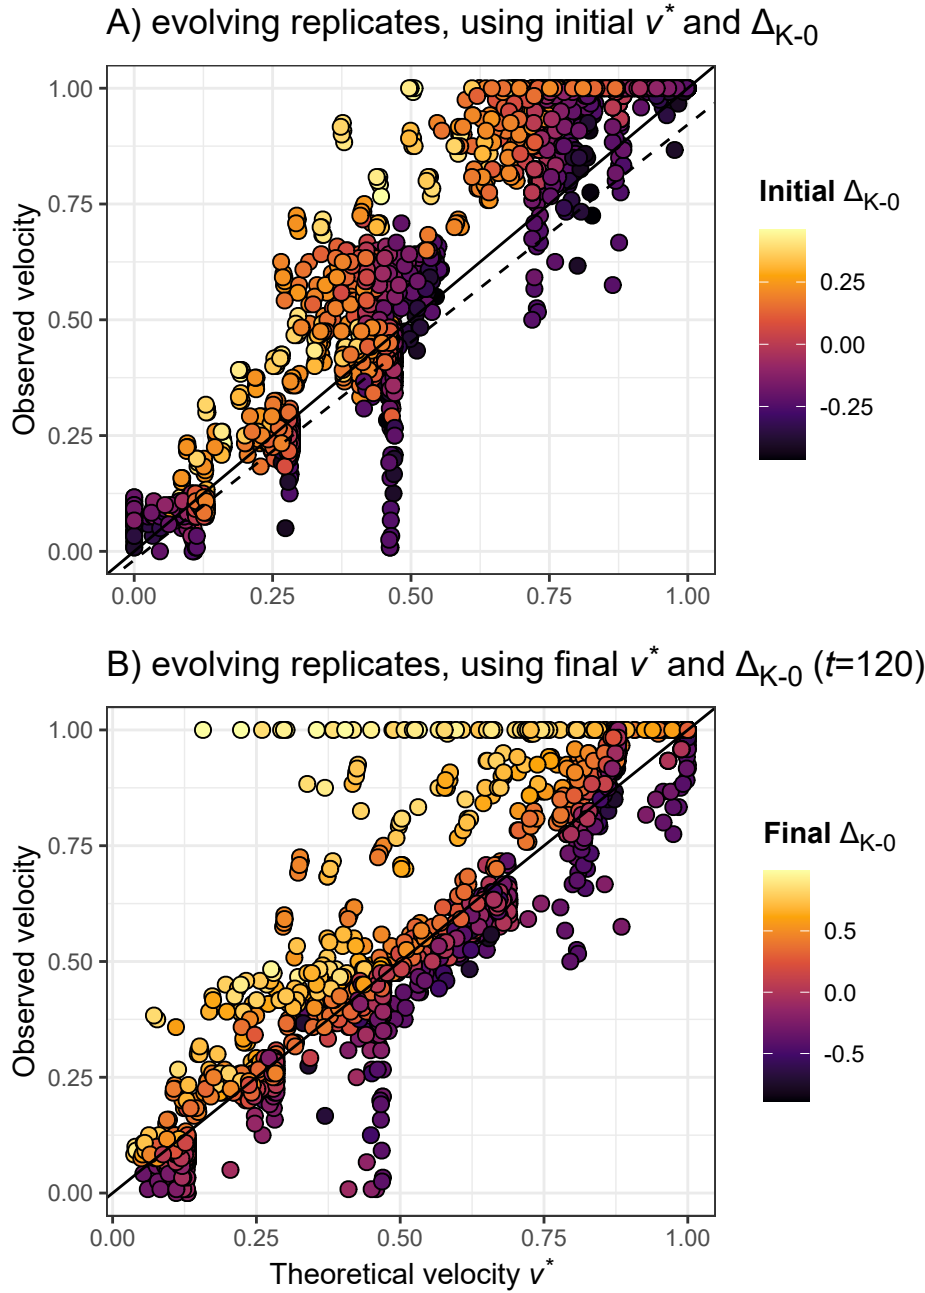 A) evolving replicates, using initial v* and ΔK-0
1.00
0.75
0.50
0.25
0.00
Observed velocity
0.00 0.25 0.50 0.75 1.00
Initial ΔK-0
0.25
0.00
-0.25
B) evolving replicates, using final v* and ΔK-0 (t=120)
1.00
0.75
0.50
0.25
0.00
Observed velocity
0.00 0.25 0.50 0.75 1.00
Theoretical velocity v*
Final ΔK-0
0.5
0.0
-0.5